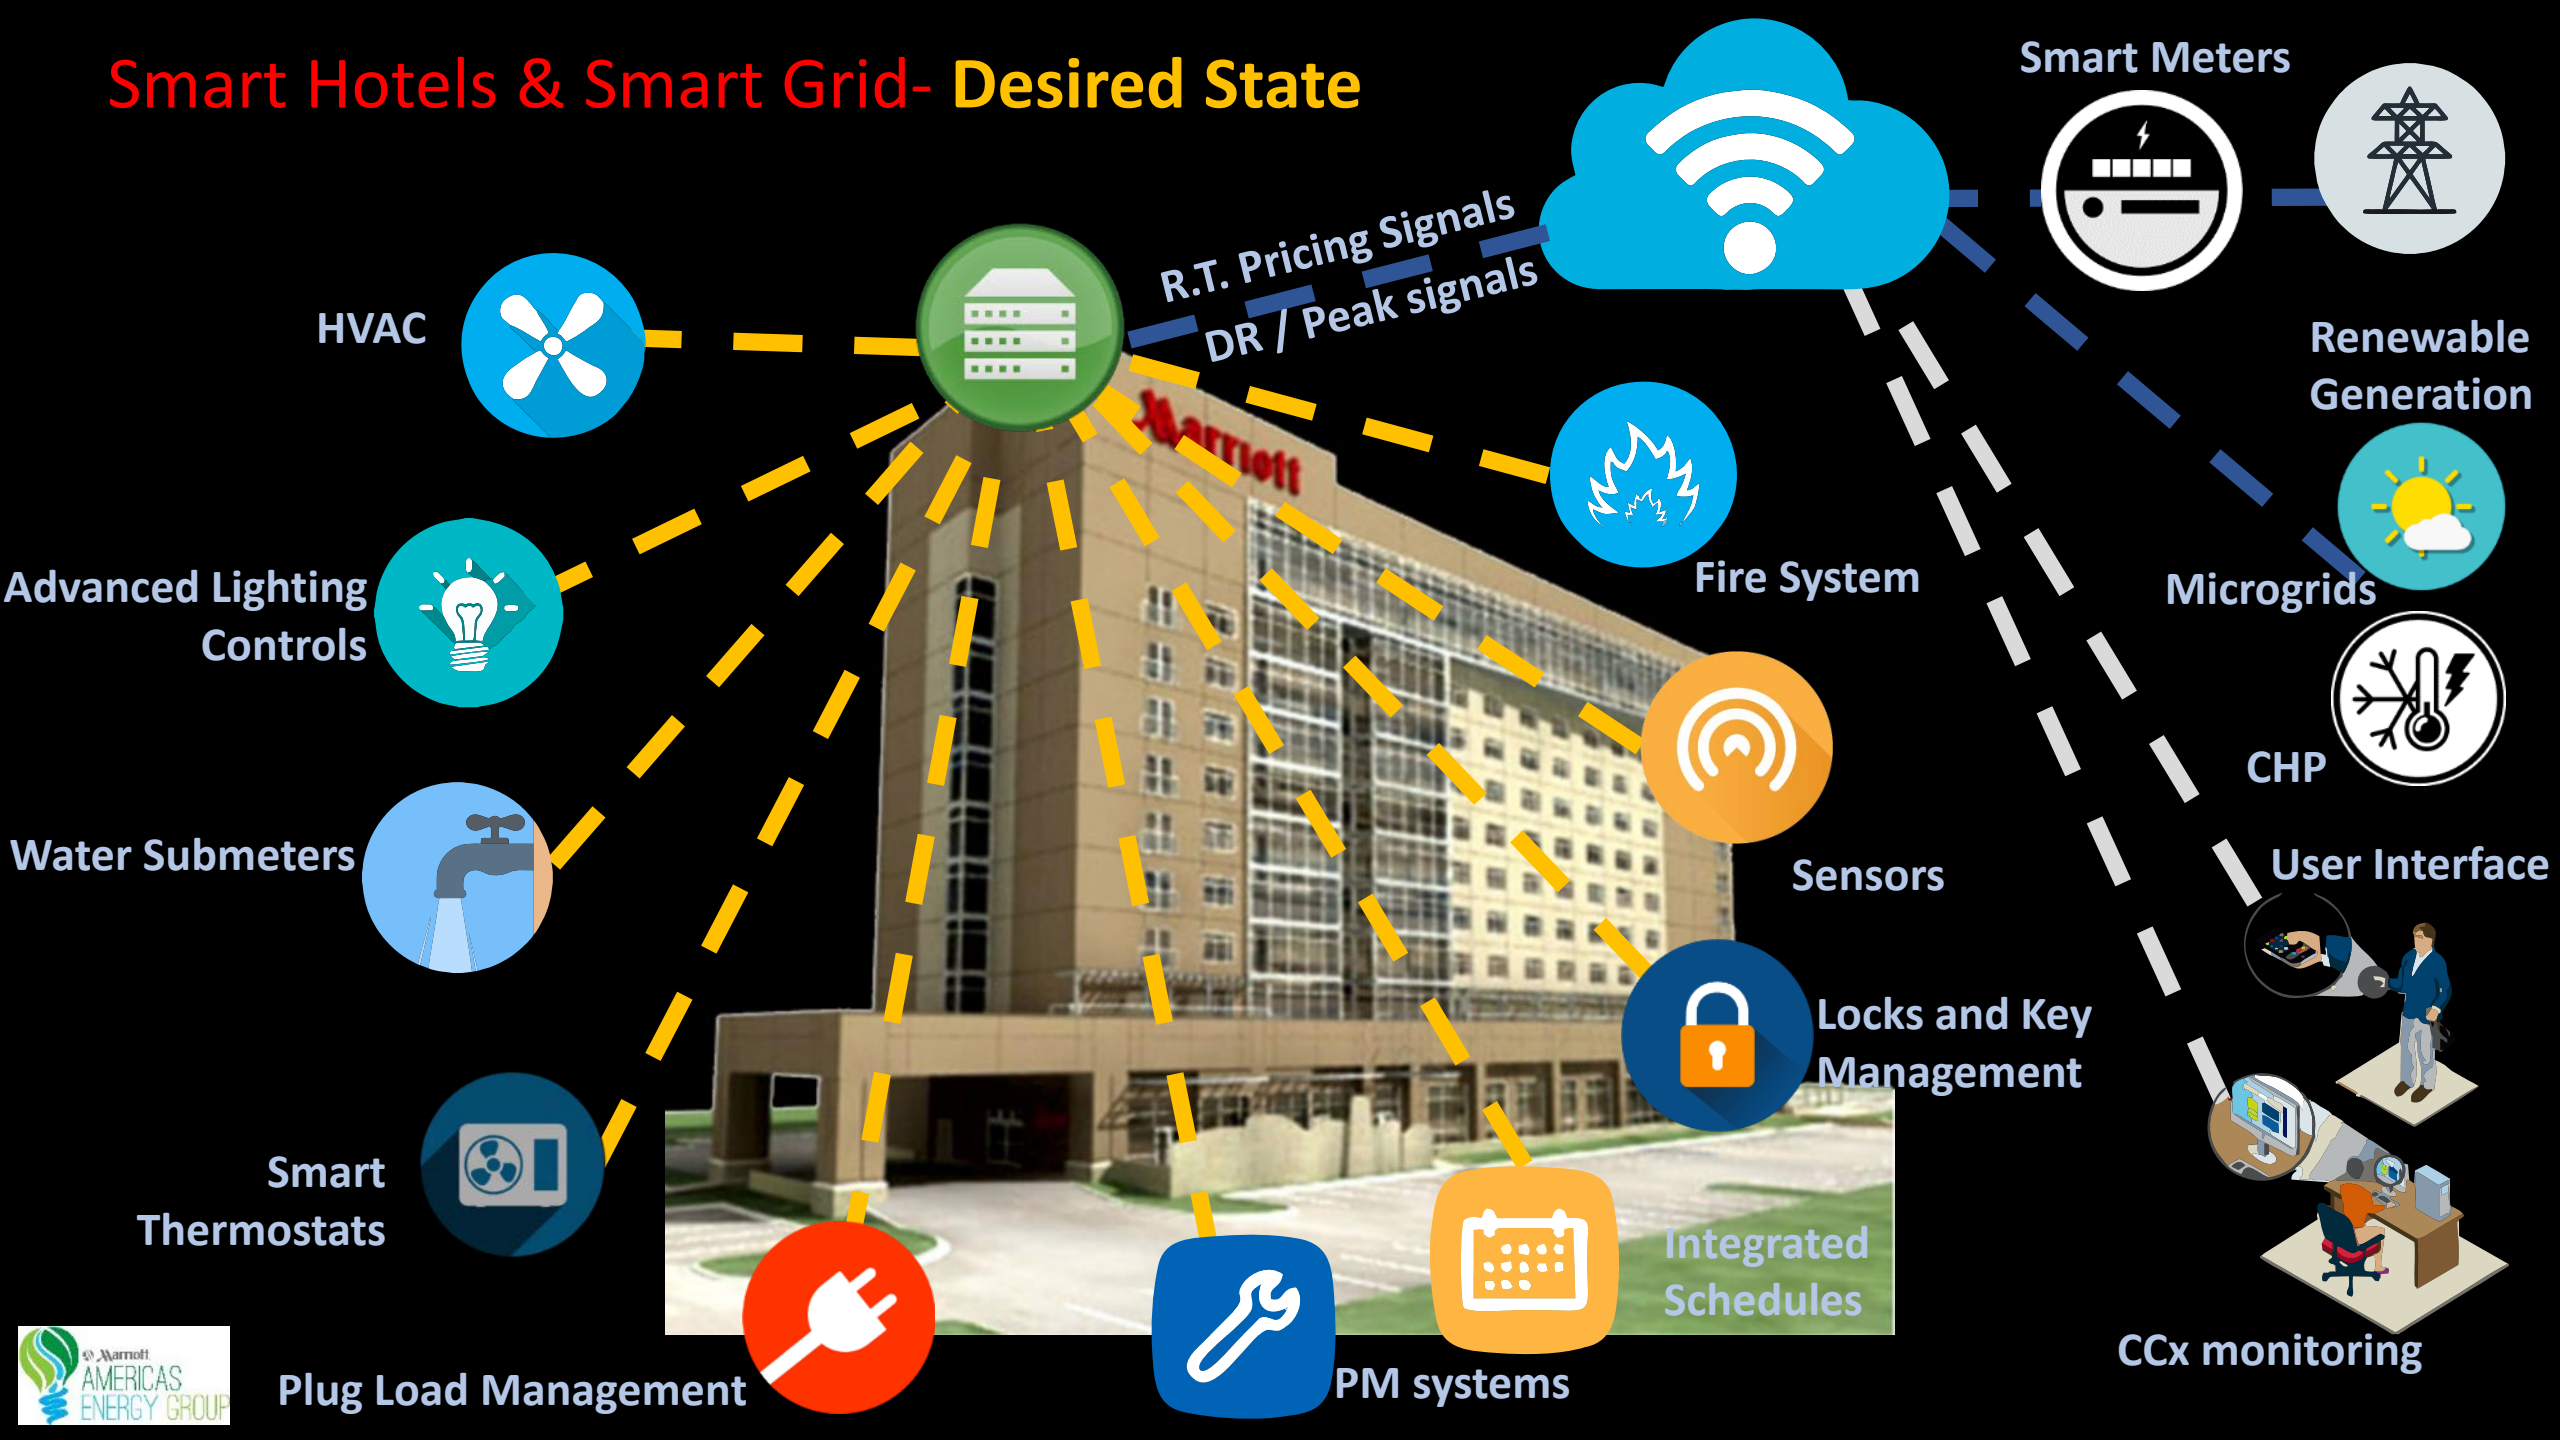 Smart Hotels & Smart Grid- Desired State
Smart Meters
R.T. Pricing Signals
DR / Peak signals
HVAC
Renewable
Generation
Marriott
Fire System
Advanced Lighting
Controls
Microgrids
CHP
Water Submeters
User Interface
Sensors
Locks and Key
Management
Smart
Thermostats
Integrated
Schedules
CCx monitoring
Plug Load Management
PM systems
Marriott
AMERICAS
ENERGY GROUP